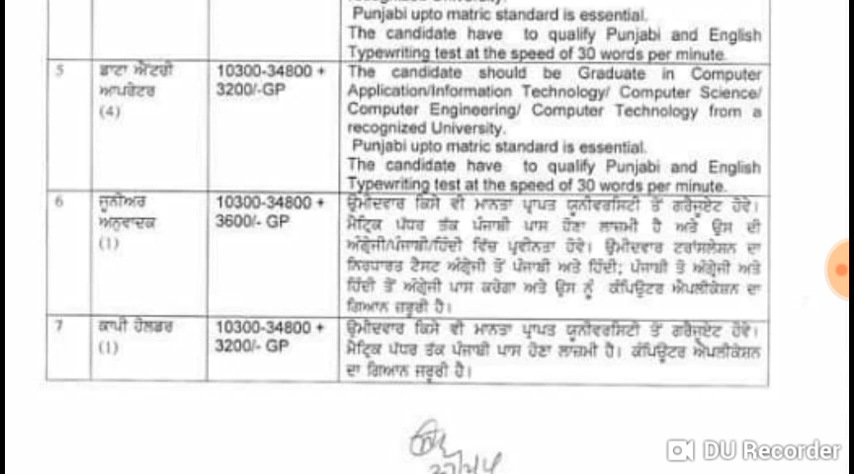 Punjabi upto matric standard is essential.
The candidate have to qualify Punjabi and English
Typewriting test at the speed of 30 words per minute.
5 ਡਾਟਾ ਐਂਟਰੀ ਆਪਰੇਟਰ (4) 10300-34800 + 3200/-GP
The candidate should be Graduate in Computer
Application/Information Technology/ Computer Science/
Computer Engineering/ Computer Technology from a
recognized University.
Punjabi upto matric standard is essential.
The candidate have to qualify Punjabi and English
Typewriting test at the speed of 30 words per minute.
6 ਜੂਨੀਅਰ ਅਨੁਵਾਦਕ (1) 10300-34800 + 3600/- GP
ਉਮੀਦਵਾਰ ਕਿਸੇ ਵੀ ਮਾਨਤਾ ਪ੍ਰਾਪਤ ਯੂਨੀਵਰਸਿਟੀ ਤੋਂ ਗਰੈਜੂਏਟ ਹੋਵੇ।
ਮੈਟ੍ਰਿਕ ਪੱਧਰ ਤੱਕ ਪੰਜਾਬੀ ਪਾਸ ਹੋਣਾ ਲਾਜ਼ਮੀ ਹੈ ਅਤੇ ਉਸ ਦੀ
ਅੰਗ੍ਰੇਜੀ/ਪੰਜਾਬੀ/ਹਿੰਦੀ ਵਿੱਚ ਪ੍ਰਵੀਨਤਾ ਹੋਵੇ। ਉਮੀਦਵਾਰ ਟਰਾਂਸਲੇਸ਼ਨ ਦਾ
ਨਿਰਧਾਰਤ ਟੈਸਟ ਅੰਗ੍ਰੇਜੀ ਤੋਂ ਪੰਜਾਬੀ ਅਤੇ ਹਿੰਦੀ; ਪੰਜਾਬੀ ਤੋ ਅੰਗ੍ਰੇਜੀ ਅਤੇ
ਹਿੰਦੀ ਤੋਂ ਅੰਗ੍ਰੇਜੀ ਪਾਸ ਕਰੇਗਾ ਅਤੇ ਉਸ ਨੂੰ ਕੰਪਿਊਟਰ ਐਪਲੀਕੇਸ਼ਨ ਦਾ
ਗਿਆਨ ਜ਼ਰੂਰੀ ਹੈ।
7 ਕਾਪੀ ਹੋਲਡਰ (1) 10300-34800 + 3200/- GP
ਉਮੀਦਵਾਰ ਕਿਸੇ ਵੀ ਮਾਨਤਾ ਪ੍ਰਾਪਤ ਯੂਨੀਵਰਸਿਟੀ ਤੋਂ ਗਰੈਜੂਏਟ ਹੋਵੇ।
ਮੈਟ੍ਰਿਕ ਪੱਧਰ ਤੱਕ ਪੰਜਾਬੀ ਪਾਸ ਹੋਣਾ ਲਾਜ਼ਮੀ ਹੈ। ਕੰਪਿਊਟਰ ਐਪਲੀਕੇਸ਼ਨ
ਦਾ ਗਿਆਨ ਜਰੂਰੀ ਹੈ।
DU Recorder